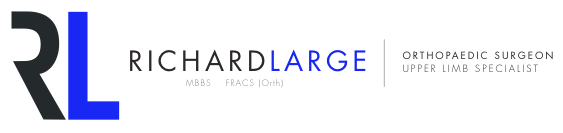 RL
RICHARDLARGE
MBBS FRACS (Orth)
ORTHOPAEDIC SURGEON
UPPER LIMB SPECIALIST